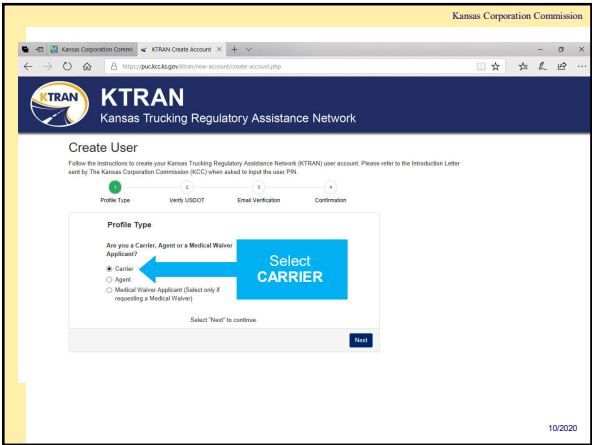 Kansas Corporation Commission
Kansas Corporation Commi
KTRAN Create Account
https://puc.kcc.ks.gov/ktran/new-account/create-account.php
KTRAN
KTRAN
Kansas Trucking Regulatory Assistance Network
Create User
Follow the instructions to create your Kansas Trucking Regulatory Assistance Network (KTRAN) user account. Please refer to the Introduction Letter
sent by The Kansas Corporation Commission (KCC) when asked to input the user PIN.
1 2 3 4
Profile Type Verify USDOT Email Verification Confirmation
Profile Type
Are you a Carrier, Agent or a Medical Waiver
Applicant?
Carrier
Agent
Medical Waiver Applicant (Select only if
requesting a Medical Waiver)
Select
CARRIER
Select "Next" to continue.
Next
10/2020